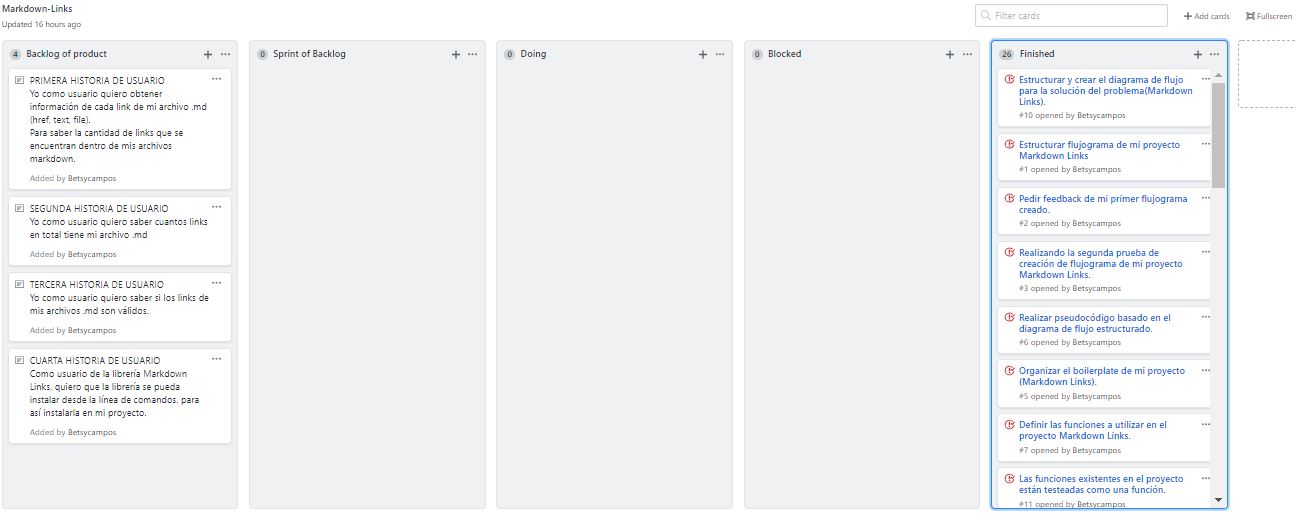 Markdown-Links
Updated 16 hours ago
Filter cards
Add cards
Fullscreen
4 Backlog of product
PRIMERA HISTORIA DE USUARIO
Yo como usuario quiero obtener
información de cada link de mi archivo .md
(href, text, file).
Para saber la cantidad de links que se
encuentran dentro de mis archivos
markdown.
Added by Betsycampos
SEGUNDA HISTORIA DE USUARIO
Yo como usuario quiero saber cuantos links
en total tiene mi archivo .md
Added by Betsycampos
TERCERA HISTORIA DE USUARIO
Yo como usuario quiero saber si los links de
mis archivos .md son válidos.
Added by Betsycampos
CUARTA HISTORIA DE USUARIO
Como usuario de la librería Markdown
Links, quiero que la librería se pueda
instalar desde la línea de comandos, para
así instalarla en mi proyecto.
Added by Betsycampos
0 Sprint of Backlog
0 Doing
0 Blocked
26 Finished
Estructurar y crear el diagrama de flujo
para la solución del problema(Markdown
Links).
#10 opened by Betsycampos
Estructurar flujograma de mi proyecto
Markdown Links
#1 opened by Betsycampos
Pedir feedback de mi primer flujograma
creado.
#2 opened by Betsycampos
Realizando la segunda prueba de
creación de flujograma de mi proyecto
Markdown Links.
#3 opened by Betsycampos
Realizar pseudocódigo basado en el
diagrama de flujo estructurado.
#6 opened by Betsycampos
Organizar el boilerplate de mi proyecto
(Markdown Links).
#5 opened by Betsycampos
Definir las funciones a utilizar en el
proyecto Markdown Links.
#7 opened by Betsycampos
Las funciones existentes en el proyecto
están testeadas como una función.
#11 opened by Betsycampos